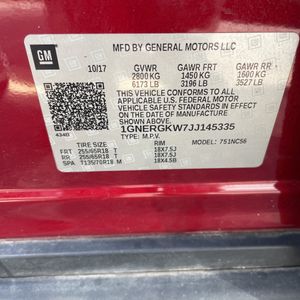 GM
MFD BY GENERAL MOTORS LLC
10/17 GVWR GAWR FRT GAWR RR
2800 KG 1450 KG 1600 KG
6173 LB 3196 LB 3527 LB
THIS VEHICLE CONFORMS TO ALL APPLICABLE
U.S. FEDERAL MOTOR VEHICLE SAFETY
STANDARDS IN EFFECT ON THE DATE OF
MANUFACTURE SHOWN ABOVE.
1GNERGKW7JJ145335
TYPE: M.P.V. 751NC56
434B
TIRE SIZE RIM
FRT 255/65R18 T 18X7.5J
RR 255/65R18 T 18X7.5J
SPA T135/70R18 M 18X4.5B